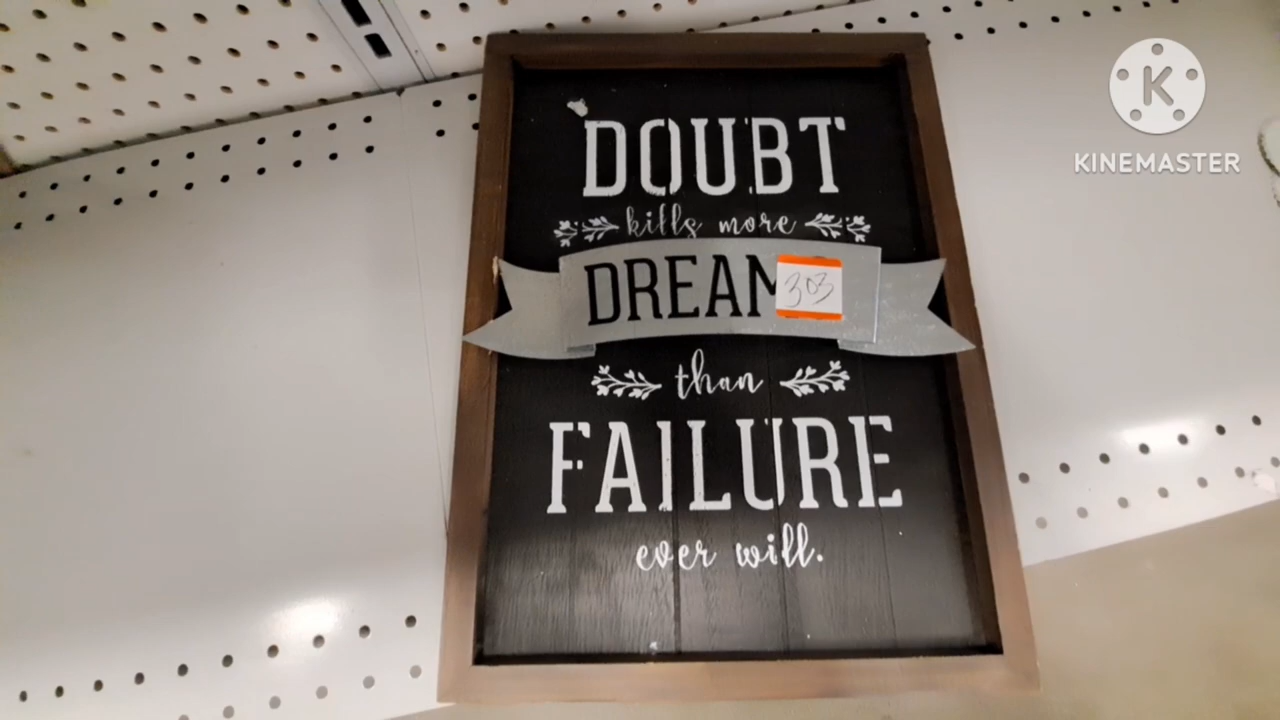 DOUBT
kills more
DREAM
303
than
FAILURE
ever will.
K
KINEMASTER